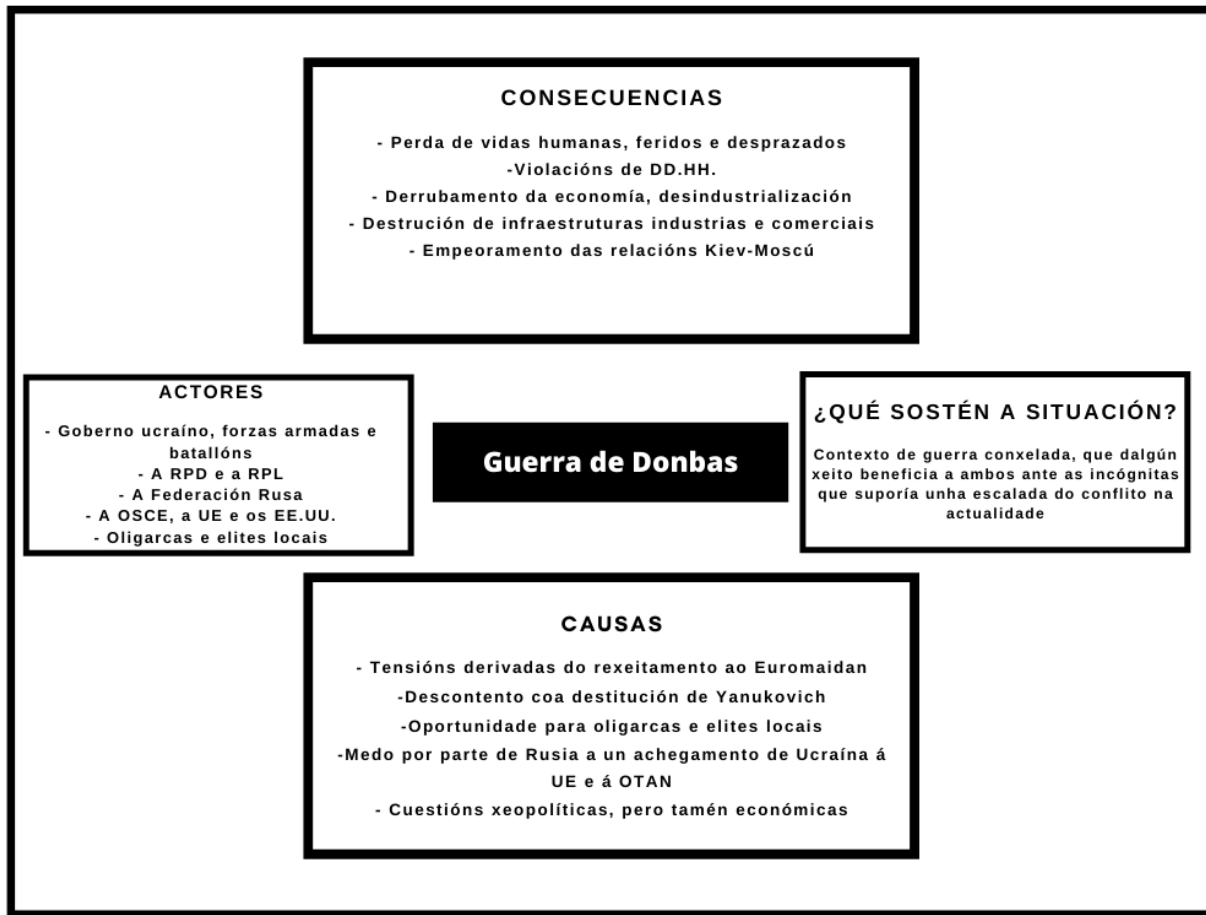 CONSECUENCIAS
- Perda de vidas humanas, feridos e desprazados
-Violacións de DD.HH.
- Derrubamento da economía, desindustrialización
- Destrución de infraestruturas industrias e comerciais
- Empeoramento das relacións Kiev-Moscú
ACTORES
- Goberno ucraíno, forzas armadas e
batallóns
- A RPD e a RPL
- A Federación Rusa
- A OSCE, a UE e os EE.UU.
- Oligarcas e elites locais
Guerra de Donbas
¿QUÉ SOSTÉN A SITUACIÓN?
Contexto de guerra conxelada, que dalgún
xeito beneficia a ambos ante as incógnitas
que suporía unha escalada do conflito na
actualidade
CAUSAS
- Tensións derivadas do rexeitamento ao Euromaidan
-Descontento coa destitución de Yanukovich
-Oportunidade para oligarcas e elites locais
-Medo por parte de Rusia a un achegamento de Ucraína á
UE e á OTAN
- Cuestións xeopolíticas, pero tamén económicas